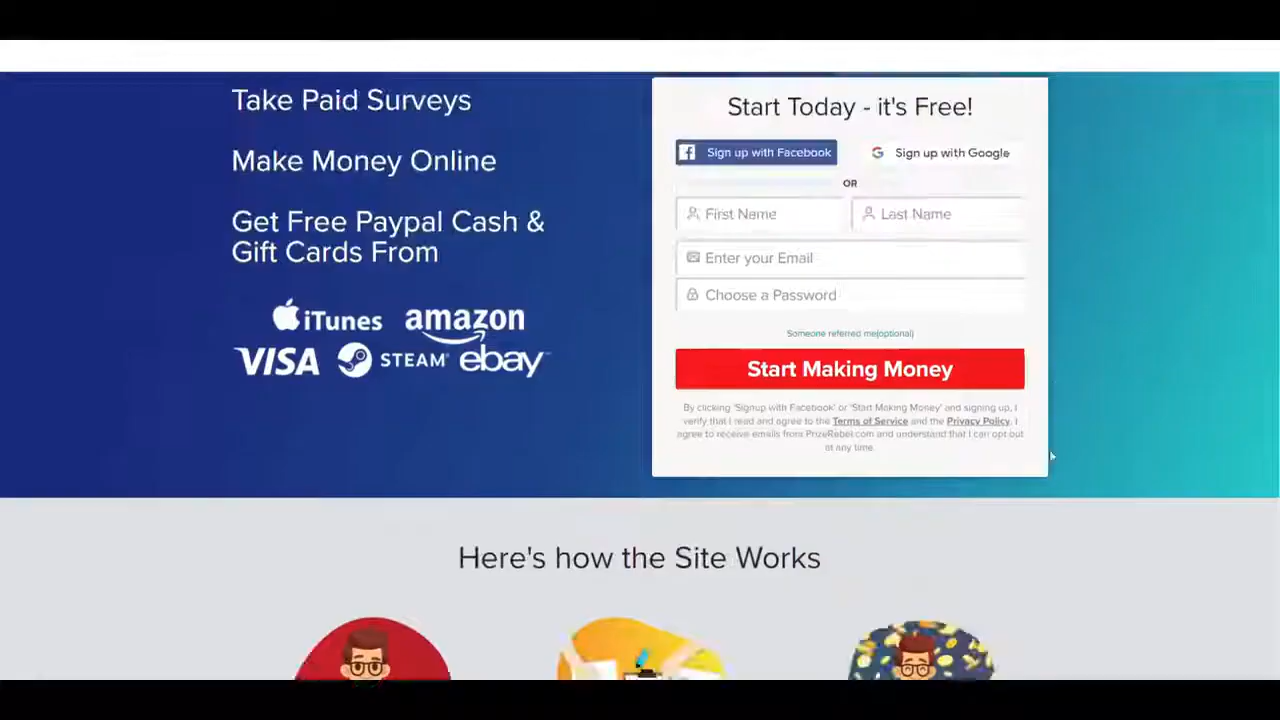 Take Paid Surveys
Make Money Online
Get Free Paypal Cash &
Gift Cards From
iTunes amazon
VISA STEAM ebay
Start Today - it's Free!
Sign up with Facebook Sign up with Google
OR
First Name Last Name
Enter your Email
Choose a Password
Someone referred me(optional)
Start Making Money
By clicking 'Signup with Facebook' or 'Start Making Money' and signing up, I
verify that I read and agree to the Terms of Service and the Privacy Policy. I
agree to receive emails from PrizeRebel.com and understand that I can opt out
at any time.
Here's how the Site Works